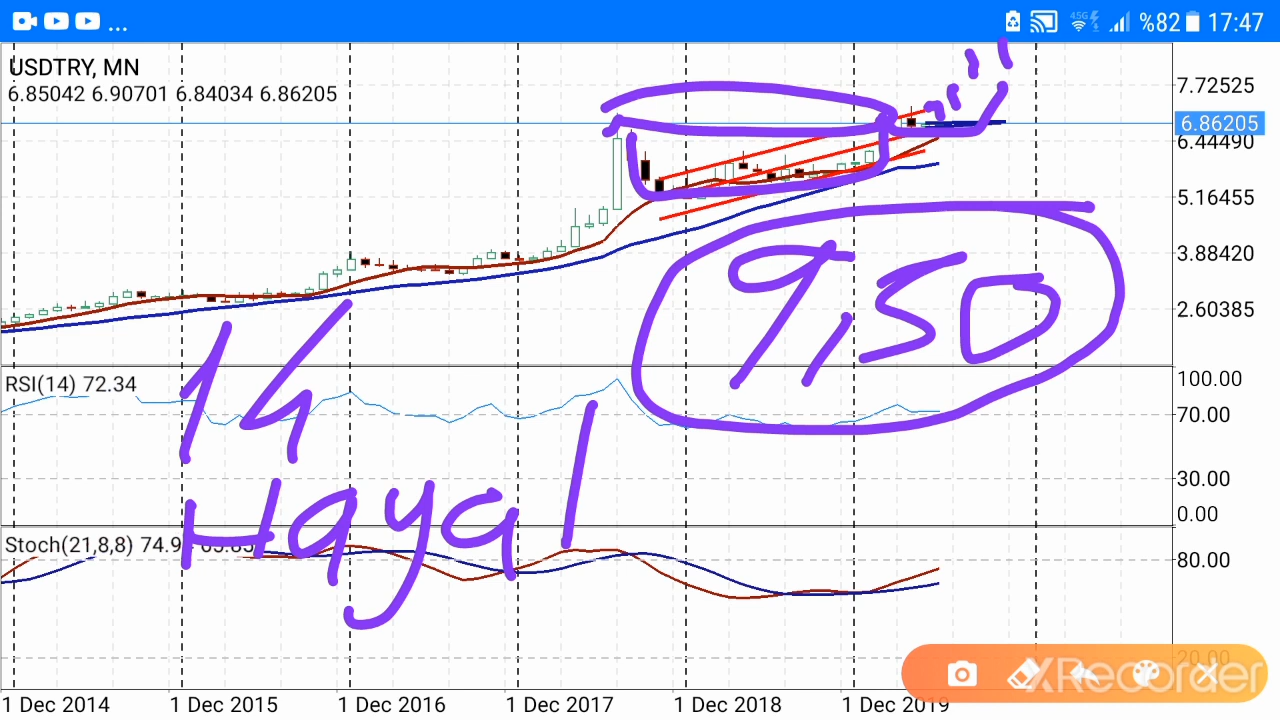 ... 4.5G %82 17:47
USDTRY, MN
6.85042 6.90701 6.84034 6.86205
7.72525
6.86205
6.44490
5.16455
3.88420
2.60385
9,50
14
Hayal
RSI(14) 72.34
100.00
70.00
30.00
0.00
Stoch(21,8,8) 74.9
80.00
20.00
XRecorder
1 Dec 2014 1 Dec 2015 1 Dec 2016 1 Dec 2017 1 Dec 2018 1 Dec 2019